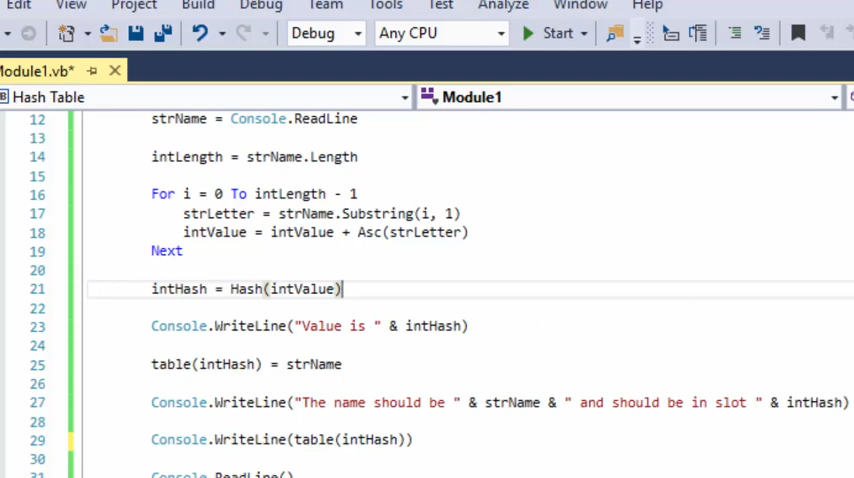 Edit View Project Build Debug Team Tools Test Analyze Window Help
Debug Any CPU Start
Module1.vb*
Hash Table Module1
12 strName = Console.ReadLine
13
14 intLength = strName.Length
15
16 For i = 0 To intLength - 1
17 strLetter = strName.Substring(i, 1)
18 intValue = intValue + Asc(strLetter)
19 Next
20
21 intHash = Hash(intValue)
22
23 Console.WriteLine("Value is " & intHash)
24
25 table(intHash) = strName
26
27 Console.WriteLine("The name should be " & strName & " and should be in slot " & intHash)
28
29 Console.WriteLine(table(intHash))
30
31 Console.ReadLine()